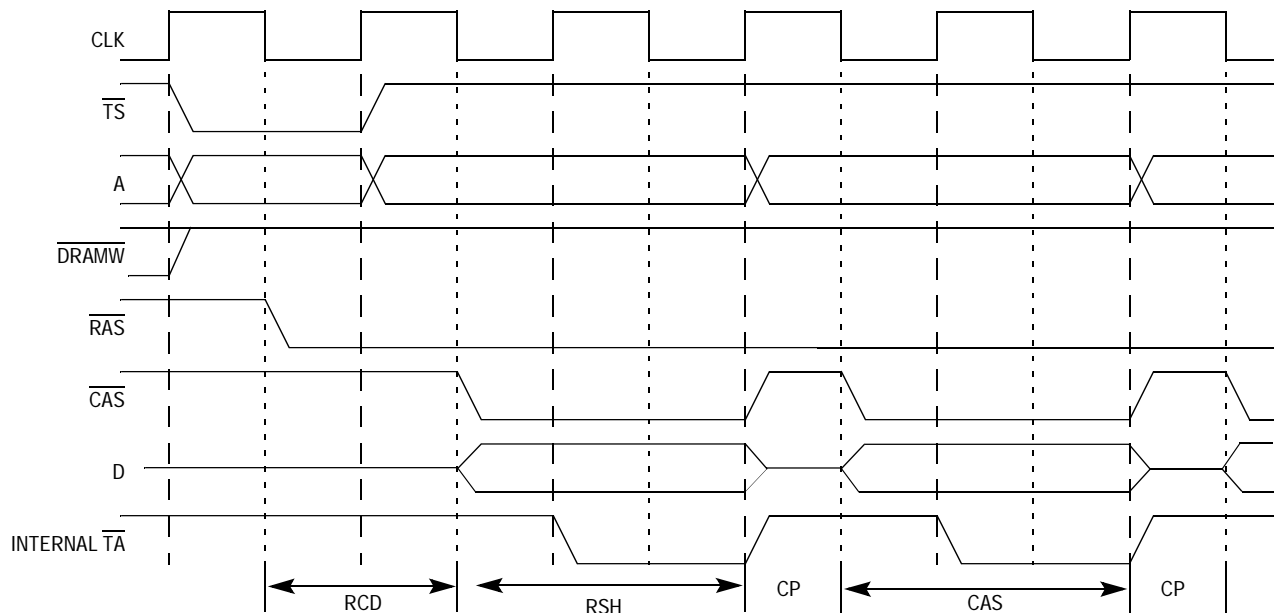 CLK
TS
A
DRAMW
RAS
CAS
D
INTERNAL TA
RCD
RSH
CP
CAS
CP